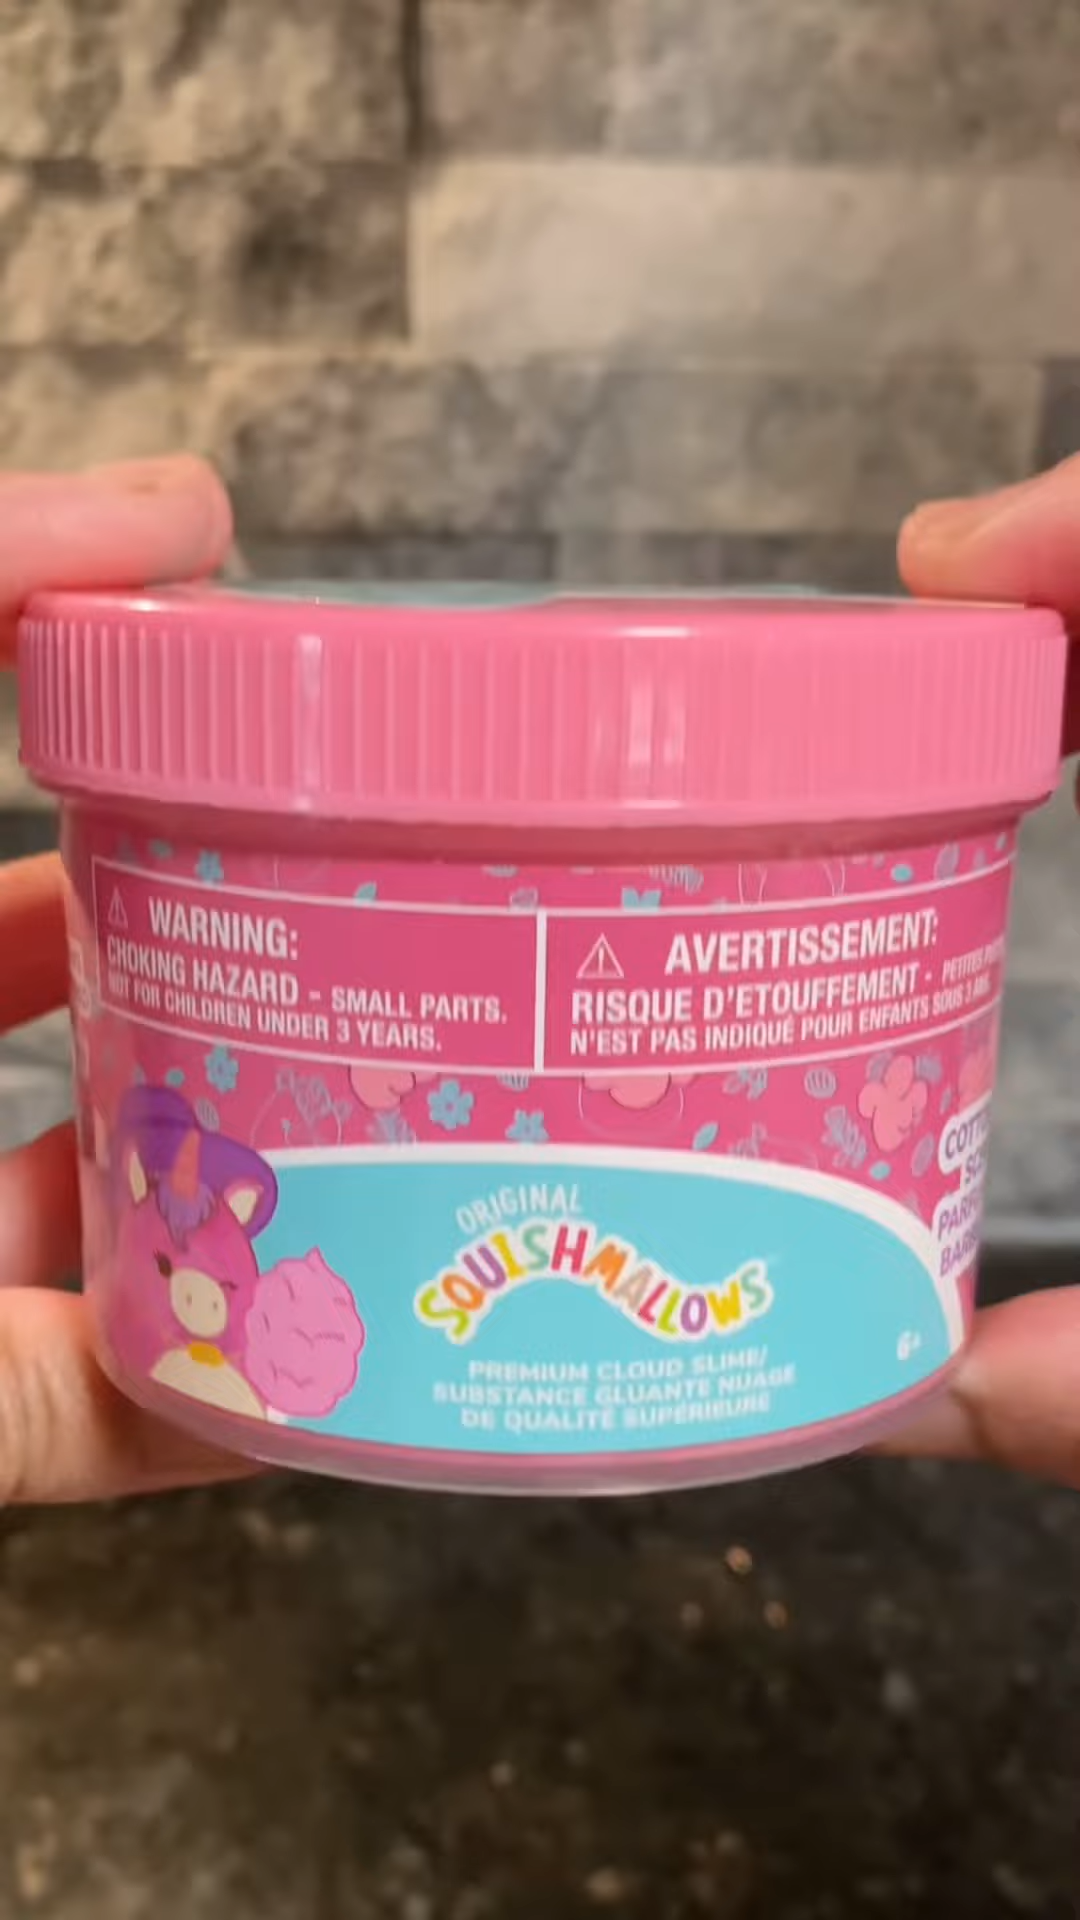 WARNING:
CHOKING HAZARD - SMALL PARTS.
NOT FOR CHILDREN UNDER 3 YEARS.
AVERTISSEMENT:
RISQUE D'ETOUFFEMENT - PETITES
N'EST PAS INDIQUÉ POUR ENFANTS SOUS 3 ANS.
ORIGINAL
SQUISHMALLOWS
PREMIUM CLOUD SLIME/
SUBSTANCE GLUANTE NUAGE
DE QUALITÉ SUPÉRIEURE
6+